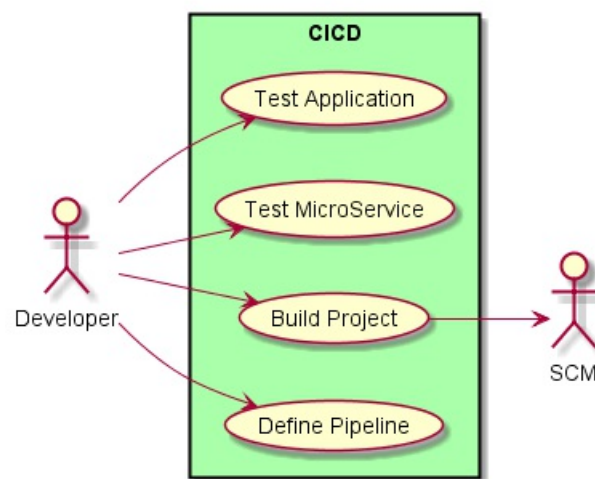 CICD
Test Application
Test MicroService
Developer
Build Project
SCM
Define Pipeline